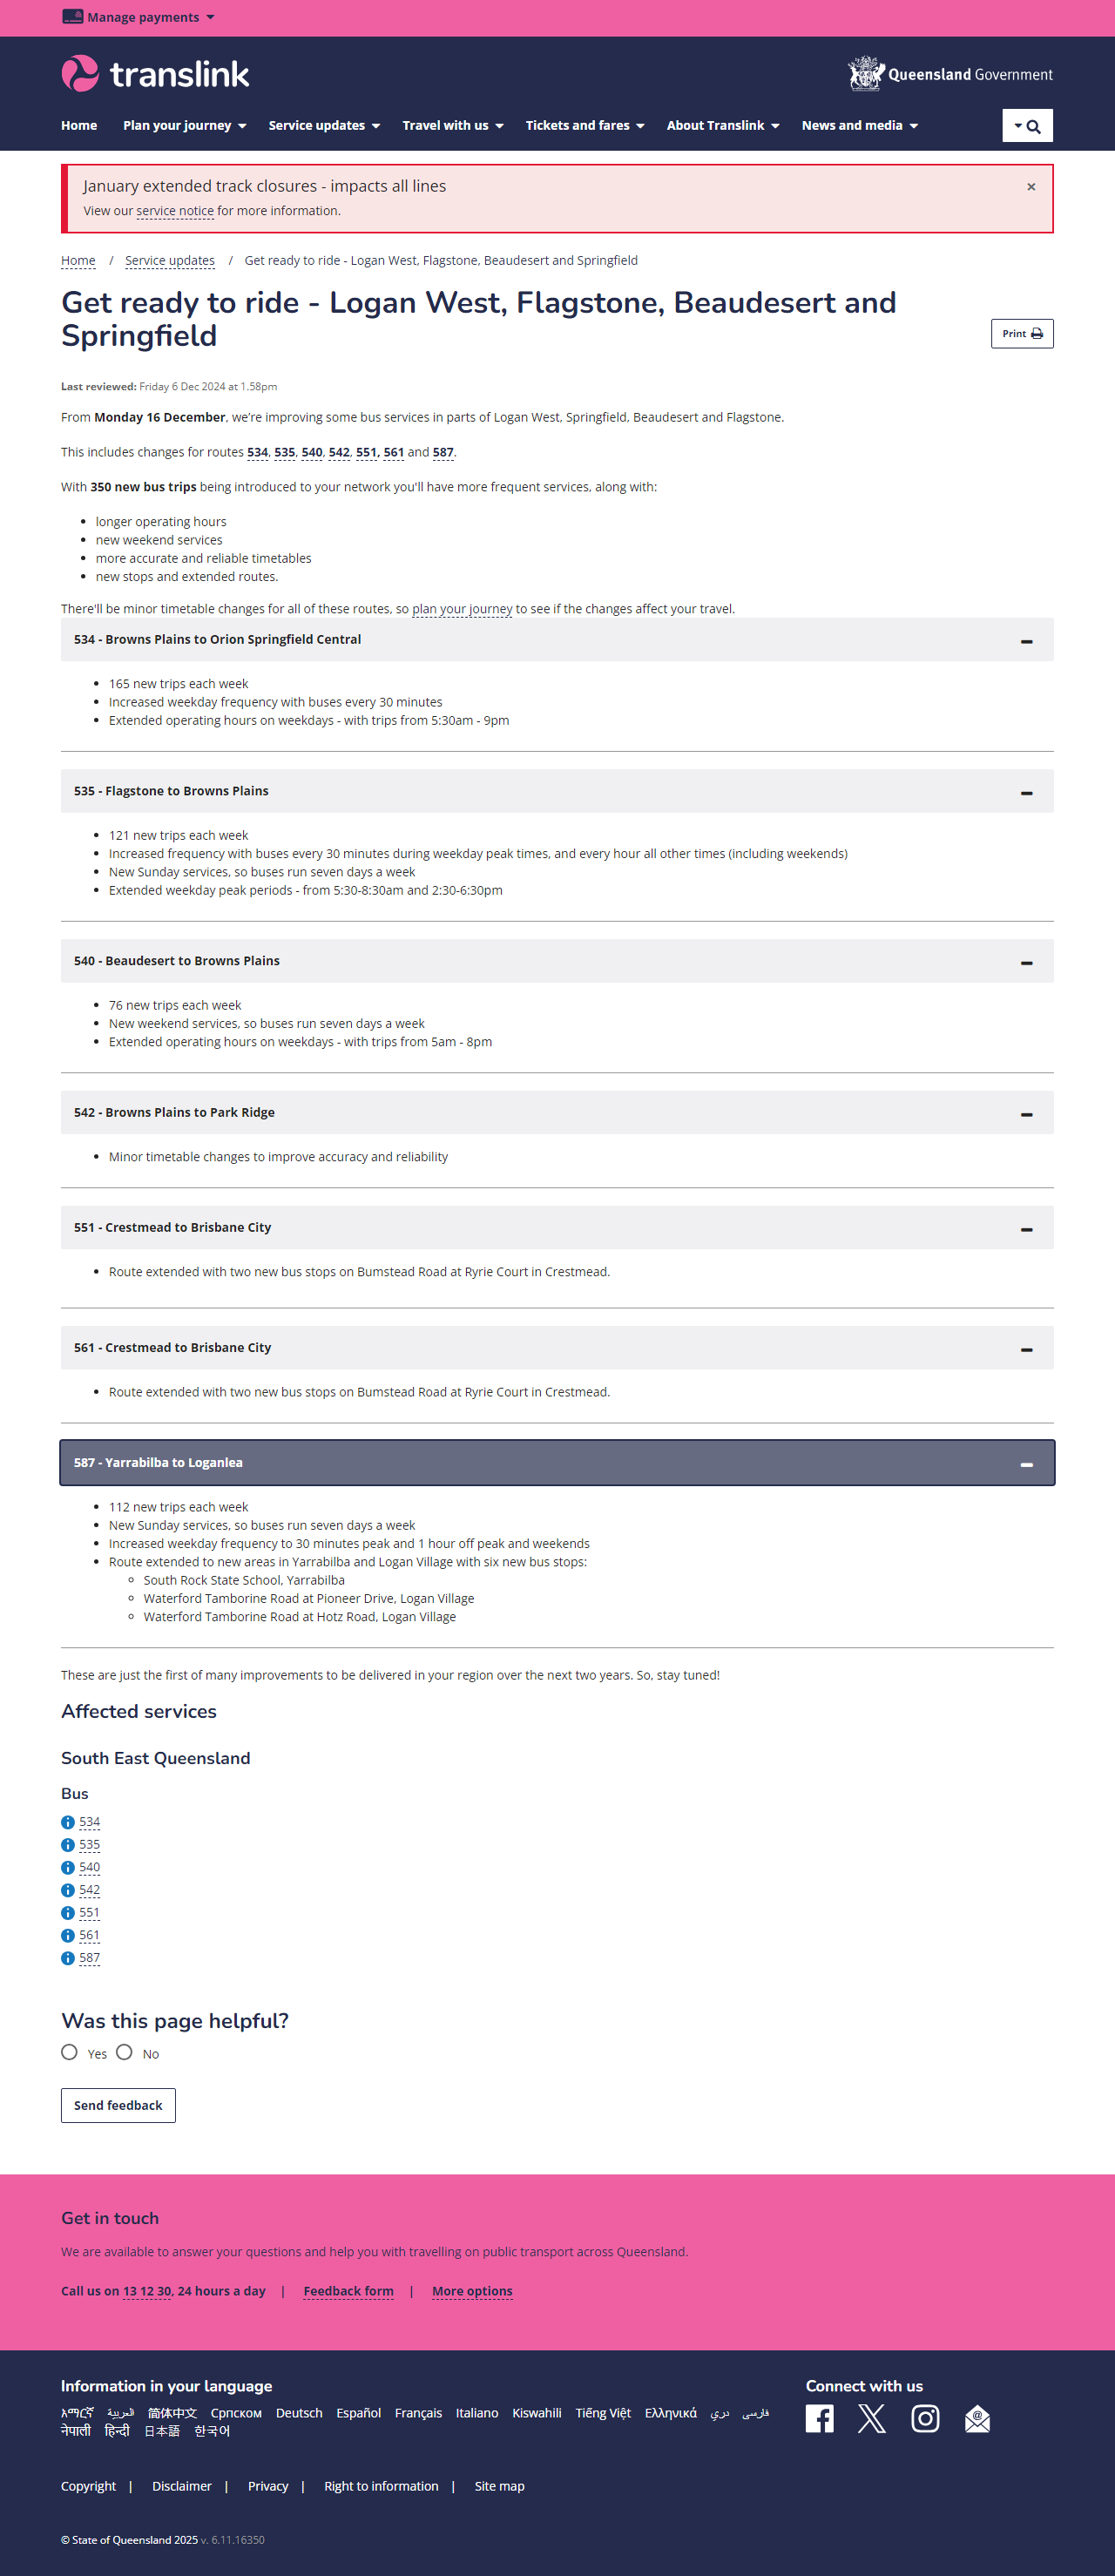 Manage payments
translink
Queensland Government
Home Plan your journey Service updates Travel with us Tickets and fares About Translink News and media
January extended track closures - impacts all lines
×
View our service notice for more information.
Home / Service updates / Get ready to ride - Logan West, Flagstone, Beaudesert and Springfield
Get ready to ride - Logan West, Flagstone, Beaudesert and
Springfield
Print
Last reviewed: Friday 6 Dec 2024 at 1.58pm
From Monday 16 December, we’re improving some bus services in parts of Logan West, Springfield, Beaudesert and Flagstone.
This includes changes for routes 534, 535, 540, 542, 551, 561 and 587.
With 350 new bus trips being introduced to your network you'll have more frequent services, along with:
• longer operating hours
• new weekend services
• more accurate and reliable timetables
• new stops and extended routes.
There'll be minor timetable changes for all of these routes, so plan your journey to see if the changes affect your travel.
534 - Browns Plains to Orion Springfield Central
• 165 new trips each week
• Increased weekday frequency with buses every 30 minutes
• Extended operating hours on weekdays - with trips from 5:30am - 9pm
535 - Flagstone to Browns Plains
• 121 new trips each week
• Increased frequency with buses every 30 minutes during weekday peak times, and every hour all other times (including weekends)
• New Sunday services, so buses run seven days a week
• Extended weekday peak periods - from 5:30-8:30am and 2:30-6:30pm
540 - Beaudesert to Browns Plains
• 76 new trips each week
• New weekend services, so buses run seven days a week
• Extended operating hours on weekdays - with trips from 5am - 8pm
542 - Browns Plains to Park Ridge
• Minor timetable changes to improve accuracy and reliability
551 - Crestmead to Brisbane City
• Route extended with two new bus stops on Bumstead Road at Ryrie Court in Crestmead.
561 - Crestmead to Brisbane City
• Route extended with two new bus stops on Bumstead Road at Ryrie Court in Crestmead.
587 - Yarrabilba to Loganlea
• 112 new trips each week
• New Sunday services, so buses run seven days a week
• Increased weekday frequency to 30 minutes peak and 1 hour off peak and weekends
• Route extended to new areas in Yarrabilba and Logan Village with six new bus stops:
◦ South Rock State School, Yarrabilba
◦ Waterford Tamborine Road at Pioneer Drive, Logan Village
◦ Waterford Tamborine Road at Hotz Road, Logan Village
These are just the first of many improvements to be delivered in your region over the next two years. So, stay tuned!
Affected services
South East Queensland
Bus
534
535
540
542
551
561
587
Was this page helpful?
Yes No
Send feedback
Get in touch
We are available to answer your questions and help you with travelling on public transport across Queensland.
Call us on 13 12 30, 24 hours a day | Feedback form | More options
Information in your language
አማርኛ العربية 简体中文 Српском Deutsch Español Français Italiano Kiswahili Tiếng Việt Ελληνικά دری فارسی
नेपाली हिन्दी 日本語 한국어
Connect with us
Copyright | Disclaimer | Privacy | Right to information | Site map
© State of Queensland 2025 v. 6.11.16350